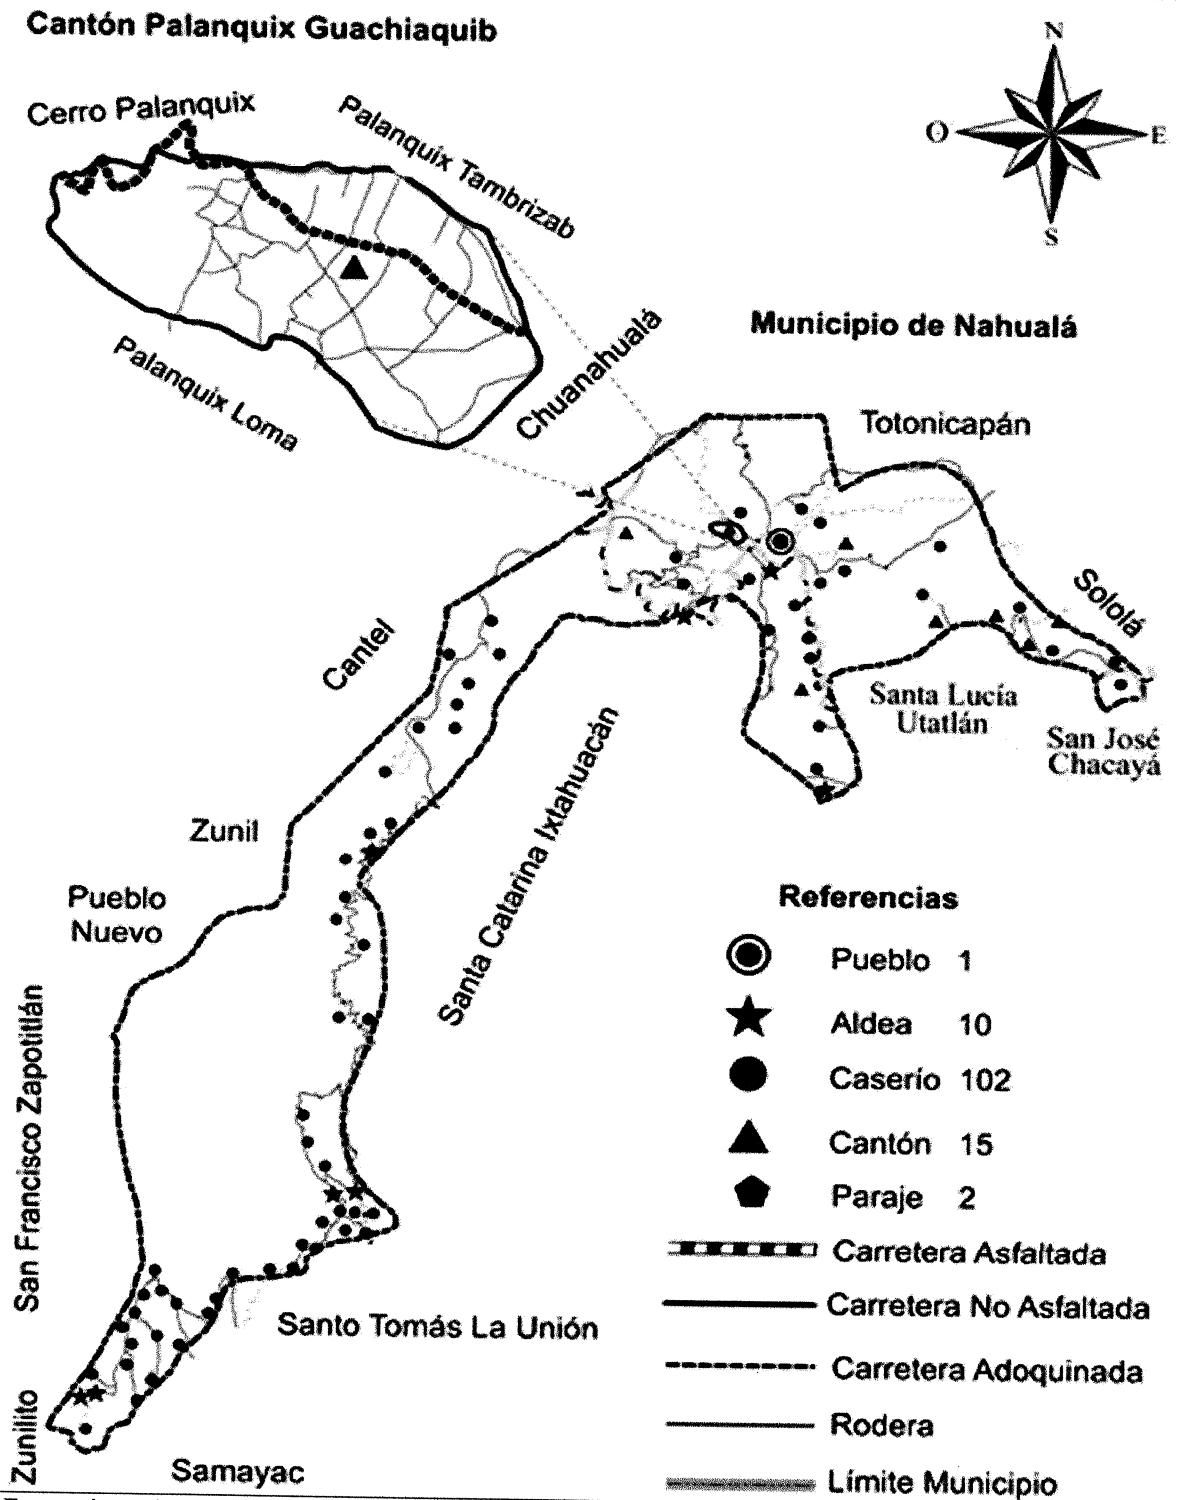 Cantón Palanquix Guachiaquib
N
O
E
S
Cerro Palanquix
Palanquix Tambrizab
Palanquix Loma
Chuanahualá
Municipio de Nahualá
Totonicapán
Sololá
Cantel
Santa Lucía
Utatlán
San José
Chacayá
Santa Catarina Ixtahuacán
Zunil
Pueblo
Nuevo
San Francisco Zapotitlán
Santo Tomás La Unión
Zunilito
Samayac
Referencias
Pueblo 1
Aldea 10
Caserío 102
Cantón 15
Paraje 2
Carretera Asfaltada
Carretera No Asfaltada
Carretera Adoquinada
Rodera
Límite Municipio